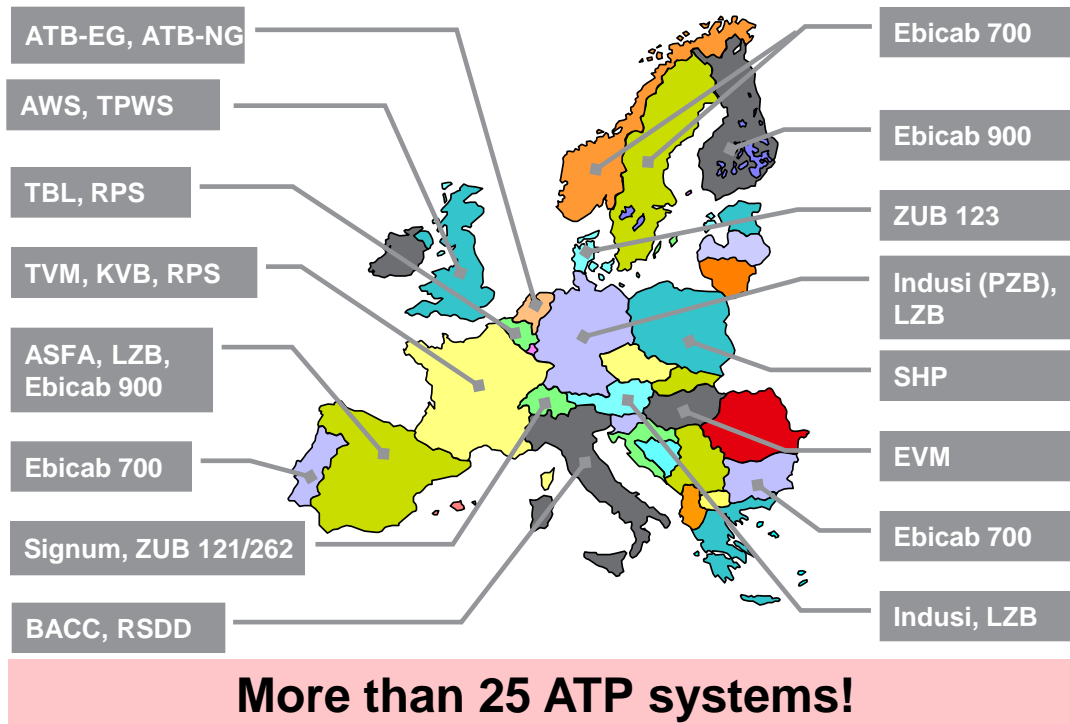 ATB-EG, ATB-NG
AWS, TPWS
TBL, RPS
TVM, KVB, RPS
ASFA, LZB,
Ebicab 900
Ebicab 700
Signum, ZUB 121/262
BACC, RSDD
Ebicab 700
Ebicab 900
ZUB 123
Indusi (PZB),
LZB
SHP
EVM
Ebicab 700
Indusi, LZB
More than 25 ATP systems!